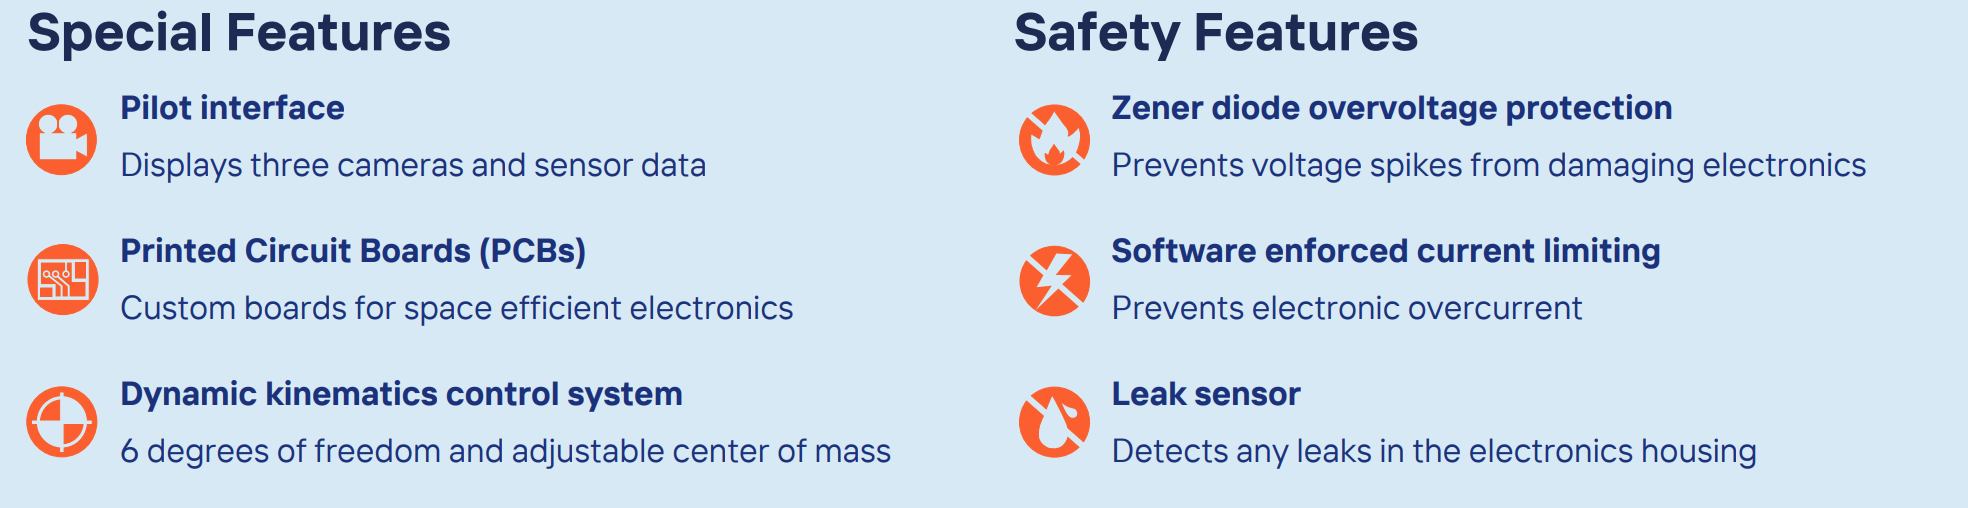 Special Features
Pilot interface
Displays three cameras and sensor data
Printed Circuit Boards (PCBs)
Custom boards for space efficient electronics
Dynamic kinematics control system
6 degrees of freedom and adjustable center of mass
Safety Features
Zener diode overvoltage protection
Prevents voltage spikes from damaging electronics
Software enforced current limiting
Prevents electronic overcurrent
Leak sensor
Detects any leaks in the electronics housing